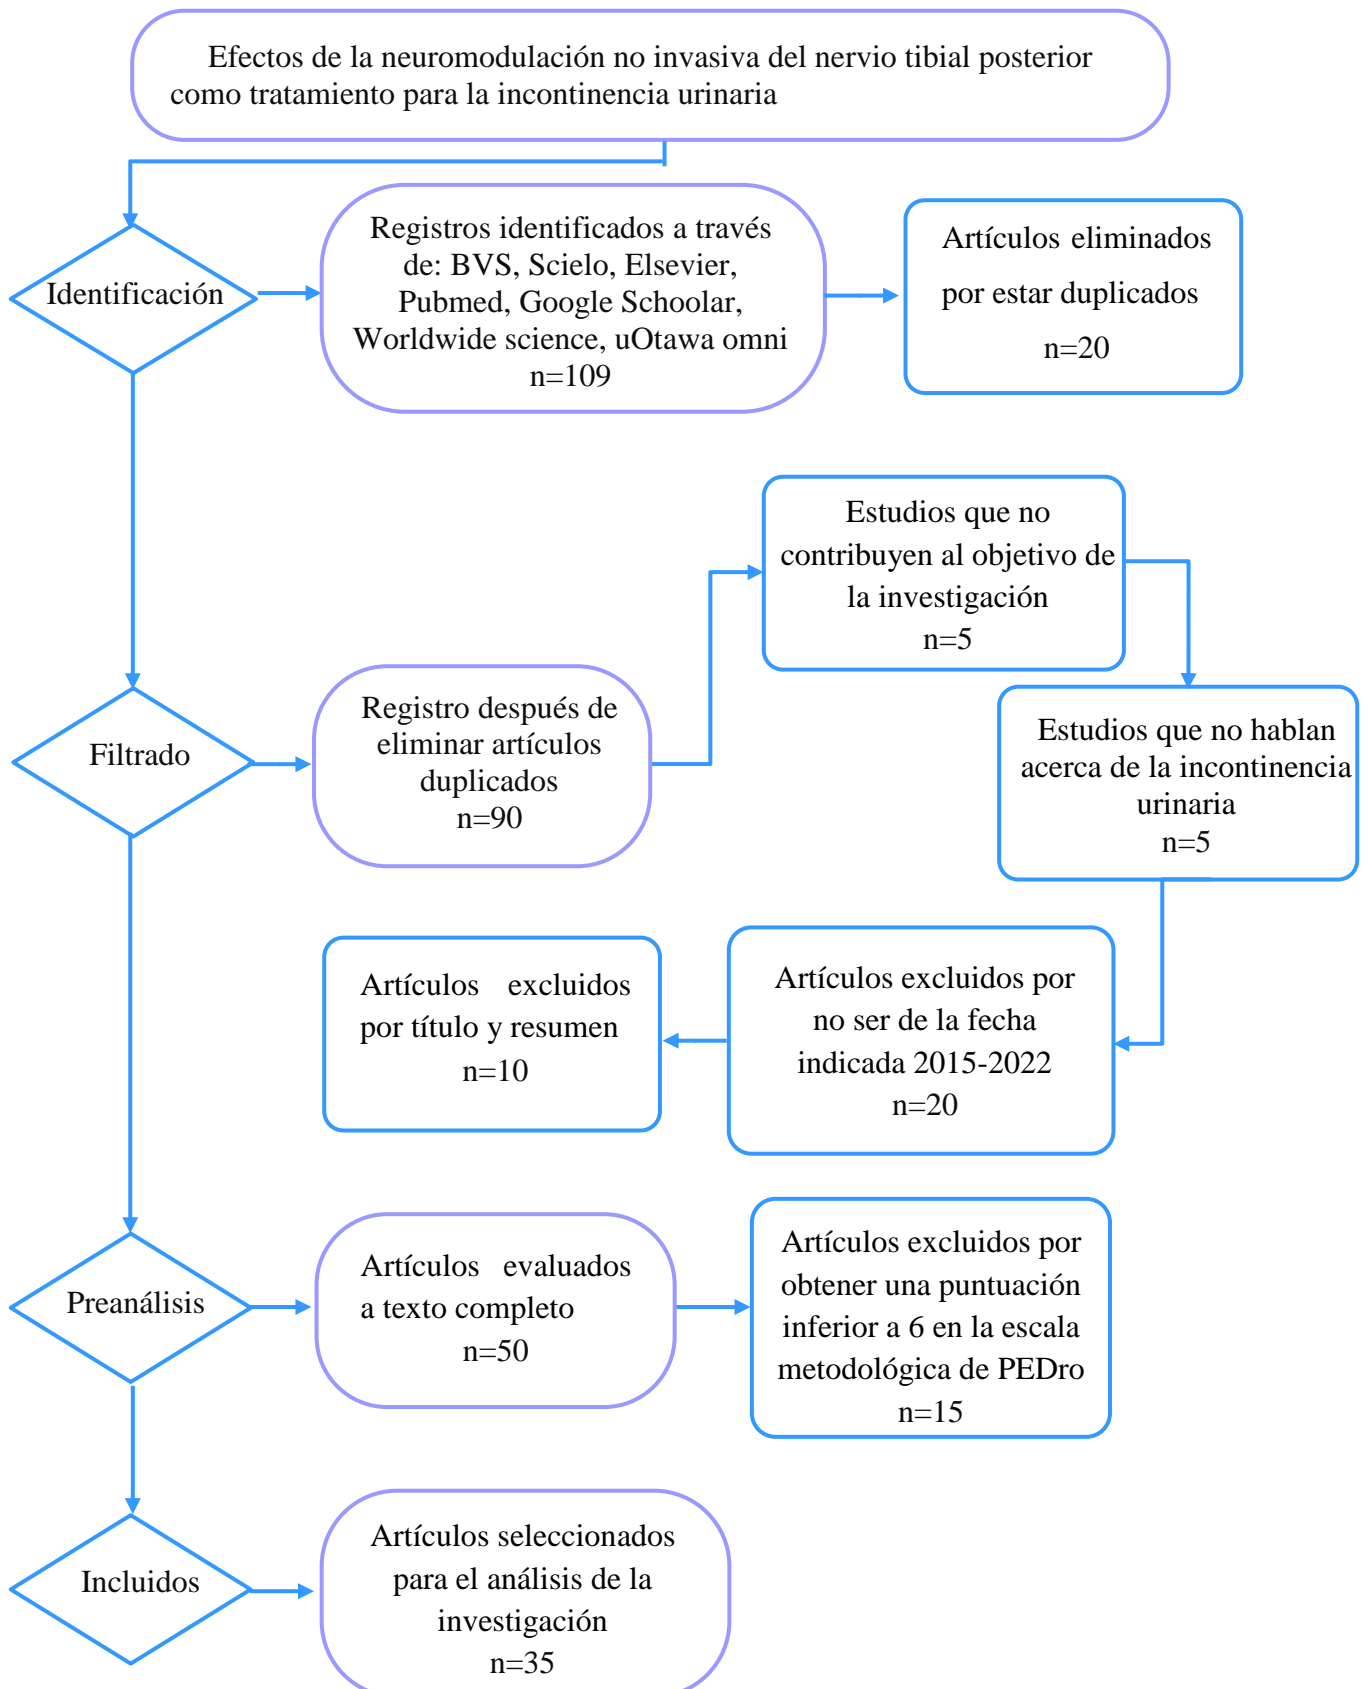 Efectos de la neuromodulación no invasiva del nervio tibial posterior
como tratamiento para la incontinencia urinaria
Identificación
Registros identificados a través
de: BVS, Scielo, Elsevier,
Pubmed, Google Schoolar,
Worldwide science, uOtawa omni
n=109
Artículos eliminados
por estar duplicados
n=20
Estudios que no
contribuyen al objetivo de
la investigación
n=5
Filtrado
Registro después de
eliminar artículos
duplicados
n=90
Estudios que no hablan
acerca de la incontinencia
urinaria
n=5
Artículos excluidos
por título y resumen
n=10
Artículos excluidos por
no ser de la fecha
indicada 2015-2022
n=20
Preanálisis
Artículos evaluados
a texto completo
n=50
Artículos excluidos por
obtener una puntuación
inferior a 6 en la escala
metodológica de PEDro
n=15
Incluidos
Artículos seleccionados
para el análisis de la
investigación
n=35